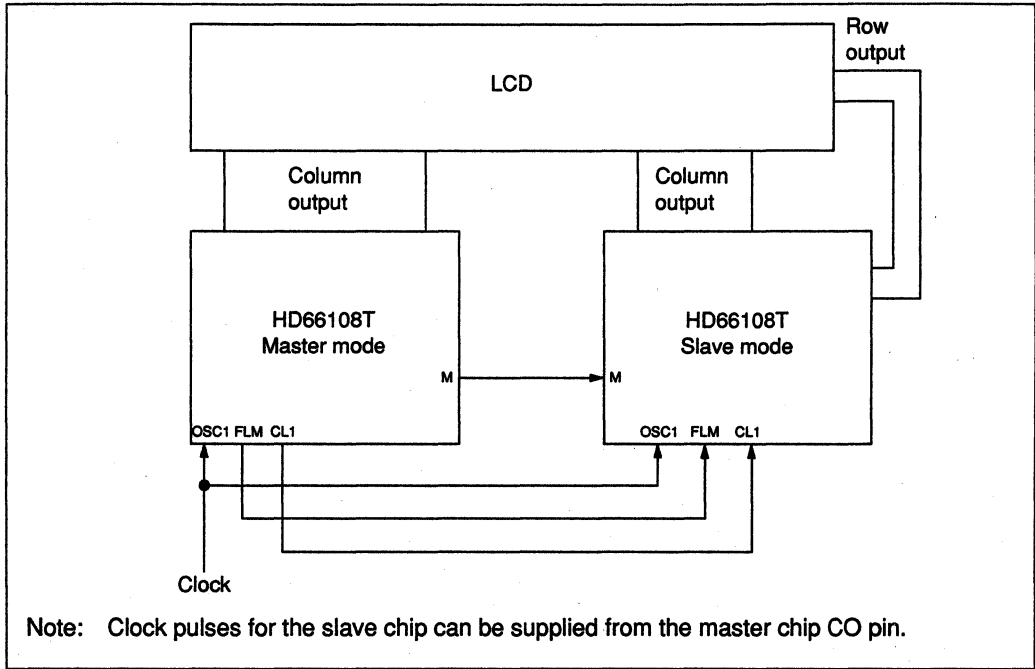 Row
output
LCD
Column
output
Column
output
HD66108T
Master mode
HD66108T
Slave mode
M
M
OSC1 FLM CL1
OSC1 FLM CL1
Clock
Note: Clock pulses for the slave chip can be supplied from the master chip CO pin.